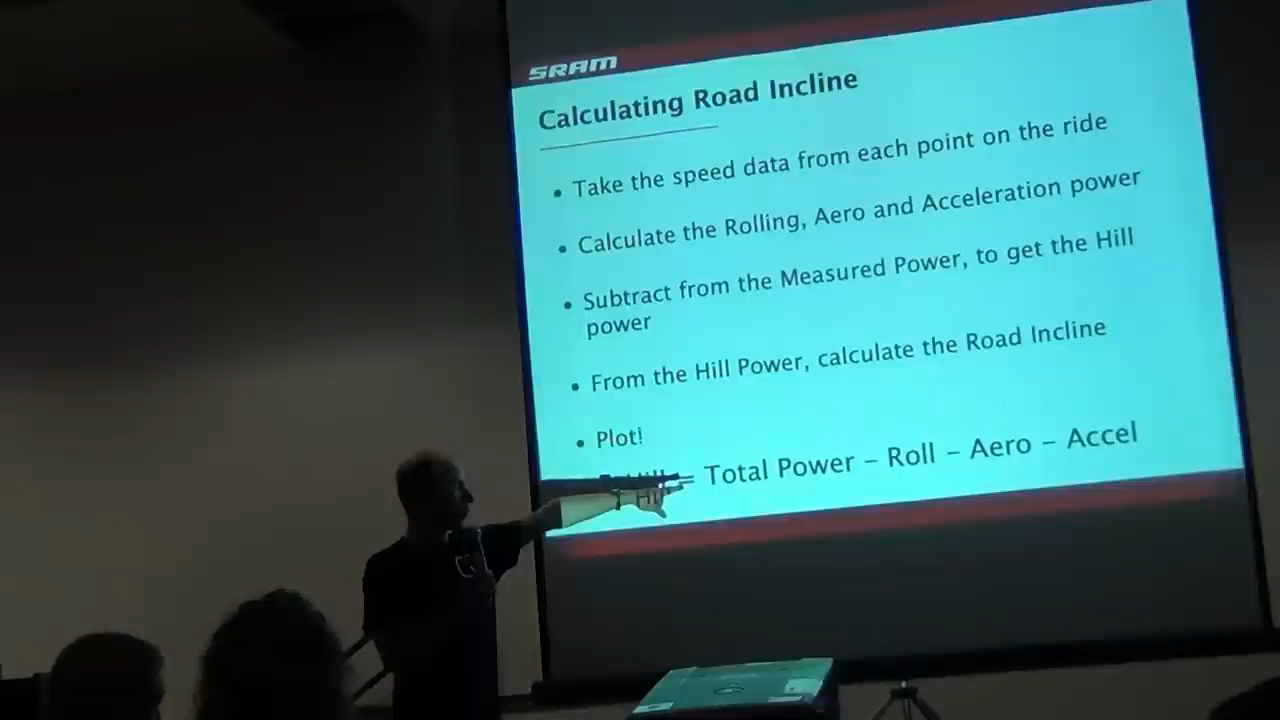 SRAM
Calculating Road Incline
• Take the speed data from each point on the ride
• Calculate the Rolling, Aero and Acceleration power
• Subtract from the Measured Power, to get the Hill
power
• From the Hill Power, calculate the Road Incline
• Plot!
= Total Power – Roll – Aero – Accel